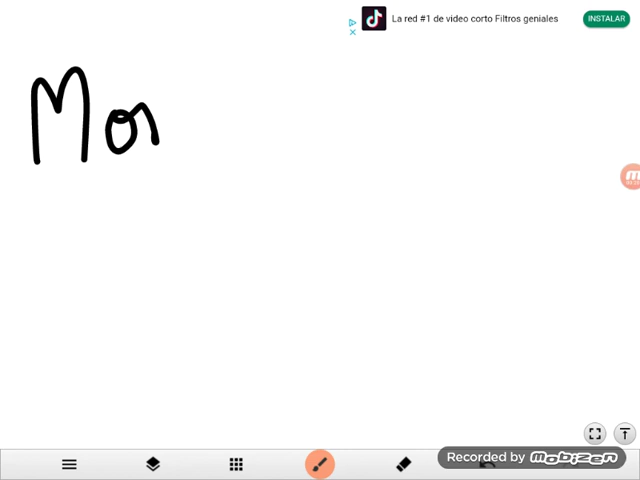 La red #1 de video corto Filtros geniales
INSTALAR
Mon
Recorded by mobizen